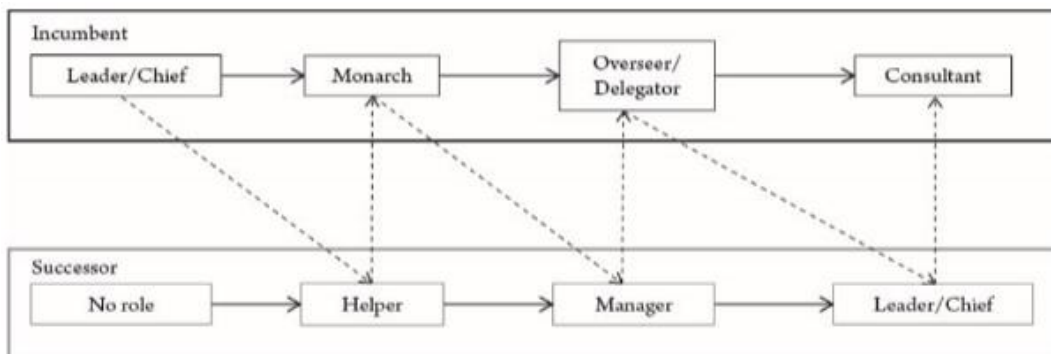 Incumbent
Leader/Chief
Monarch
Overseer/
Delegator
Consultant
Successor
No role
Helper
Manager
Leader/Chief